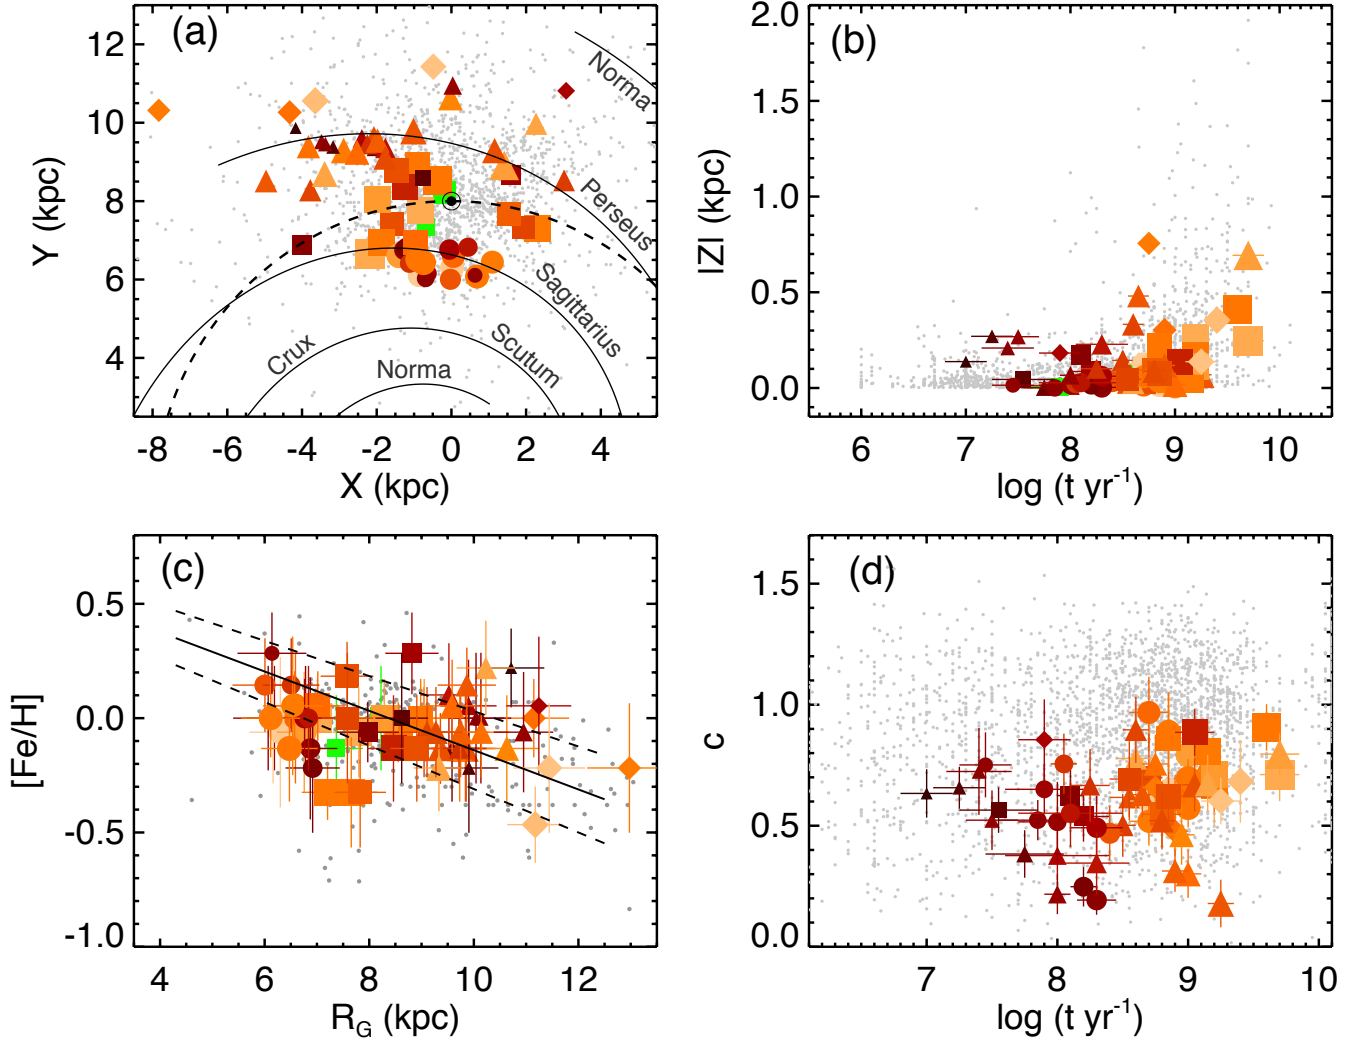 (a)
12
10
8
6
4
Y (kpc)
Norma
Perseus
Sagittarius
Scutum
Crux
Norma
-8 -6 -4 -2 0 2 4
X (kpc)
(b)
2.0
1.5
1.0
0.5
0.0
|Z| (kpc)
6 7 8 9 10
log (t yr⁻¹)
(c)
0.5
0.0
-0.5
-1.0
[Fe/H]
4 6 8 10 12
R_G (kpc)
(d)
1.5
1.0
0.5
0.0
c
7 8 9 10
log (t yr⁻¹)